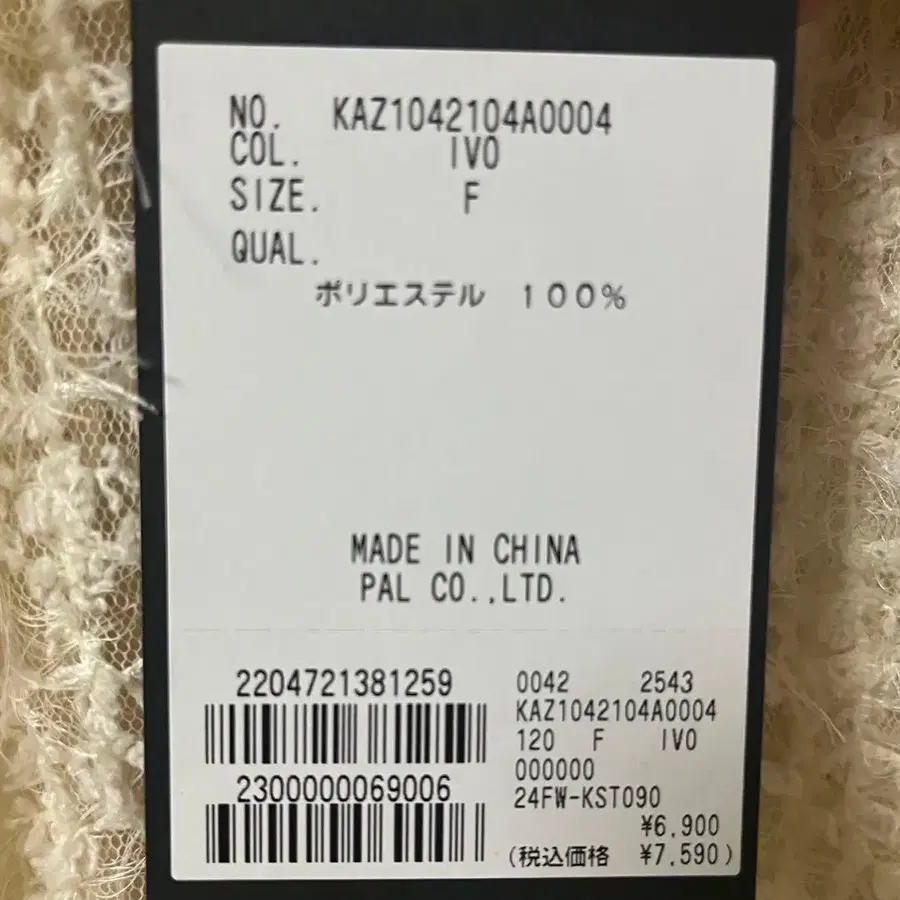 NO. KAZ1042104A0004
COL. IVO
SIZE. F
QUAL.
ポリエステル １００％
MADE IN CHINA
PAL CO.,LTD.
2204721381259
2300000069006
0042 2543
KAZ1042104A0004
120 F IVO
000000
24FW-KST090
¥6,900
(税込価格 ¥7,590)